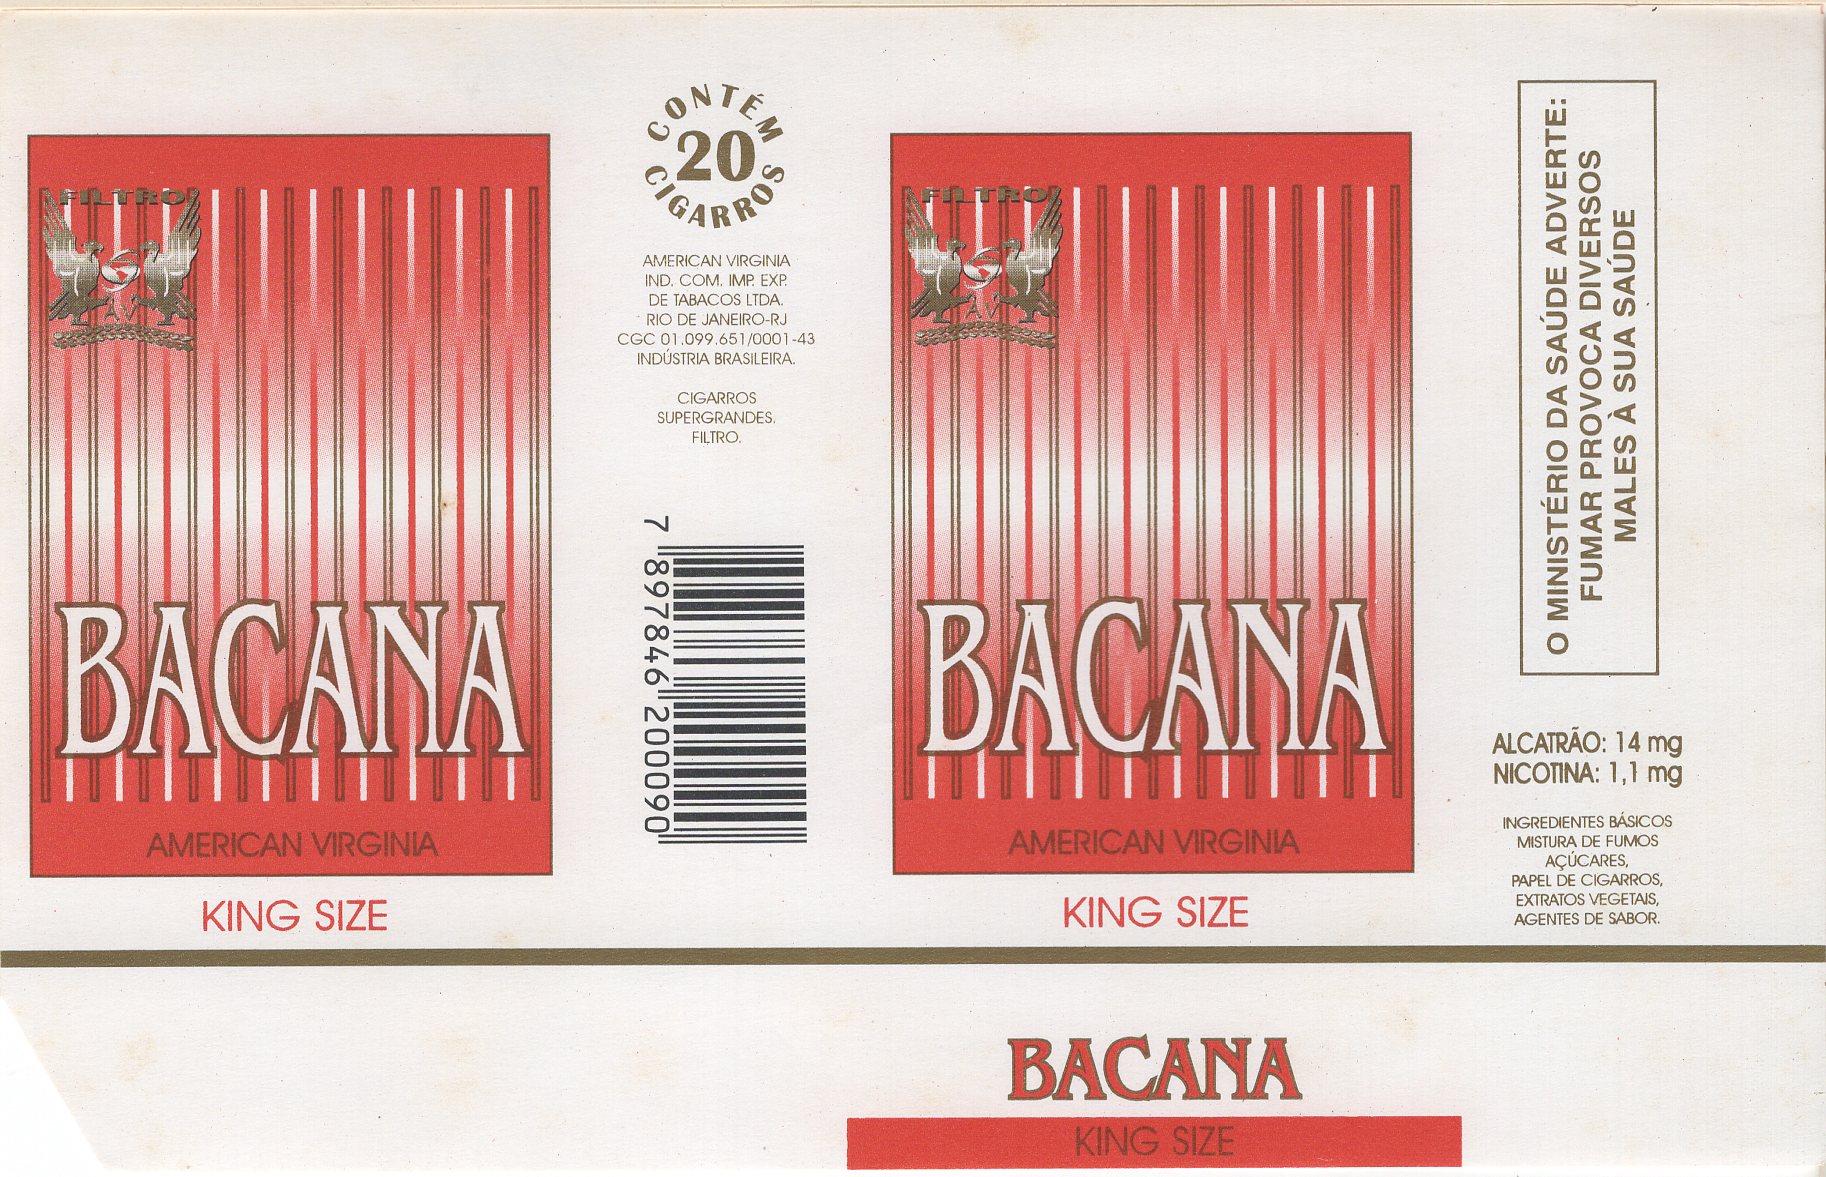 FILTRO
A.V.
BACANA
AMERICAN VIRGINIA
KING SIZE
CONTÉM
20
CIGARROS
AMERICAN VIRGINIA
IND. COM. IMP. EXP.
DE TABACOS LTDA.
RIO DE JANEIRO-RJ
CGC 01.099.651/0001-43
INDÚSTRIA BRASILEIRA.
CIGARROS
SUPERGRANDES.
FILTRO.
7 897846 200090
FILTRO
A.V.
BACANA
AMERICAN VIRGINIA
KING SIZE
O MINISTÉRIO DA SAÚDE ADVERTE:
FUMAR PROVOCA DIVERSOS
MALES À SUA SAÚDE
ALCATRÃO: 14 mg
NICOTINA: 1,1 mg
INGREDIENTES BÁSICOS
MISTURA DE FUMOS
AÇÚCARES,
PAPEL DE CIGARROS,
EXTRATOS VEGETAIS,
AGENTES DE SABOR.
BACANA
KING SIZE